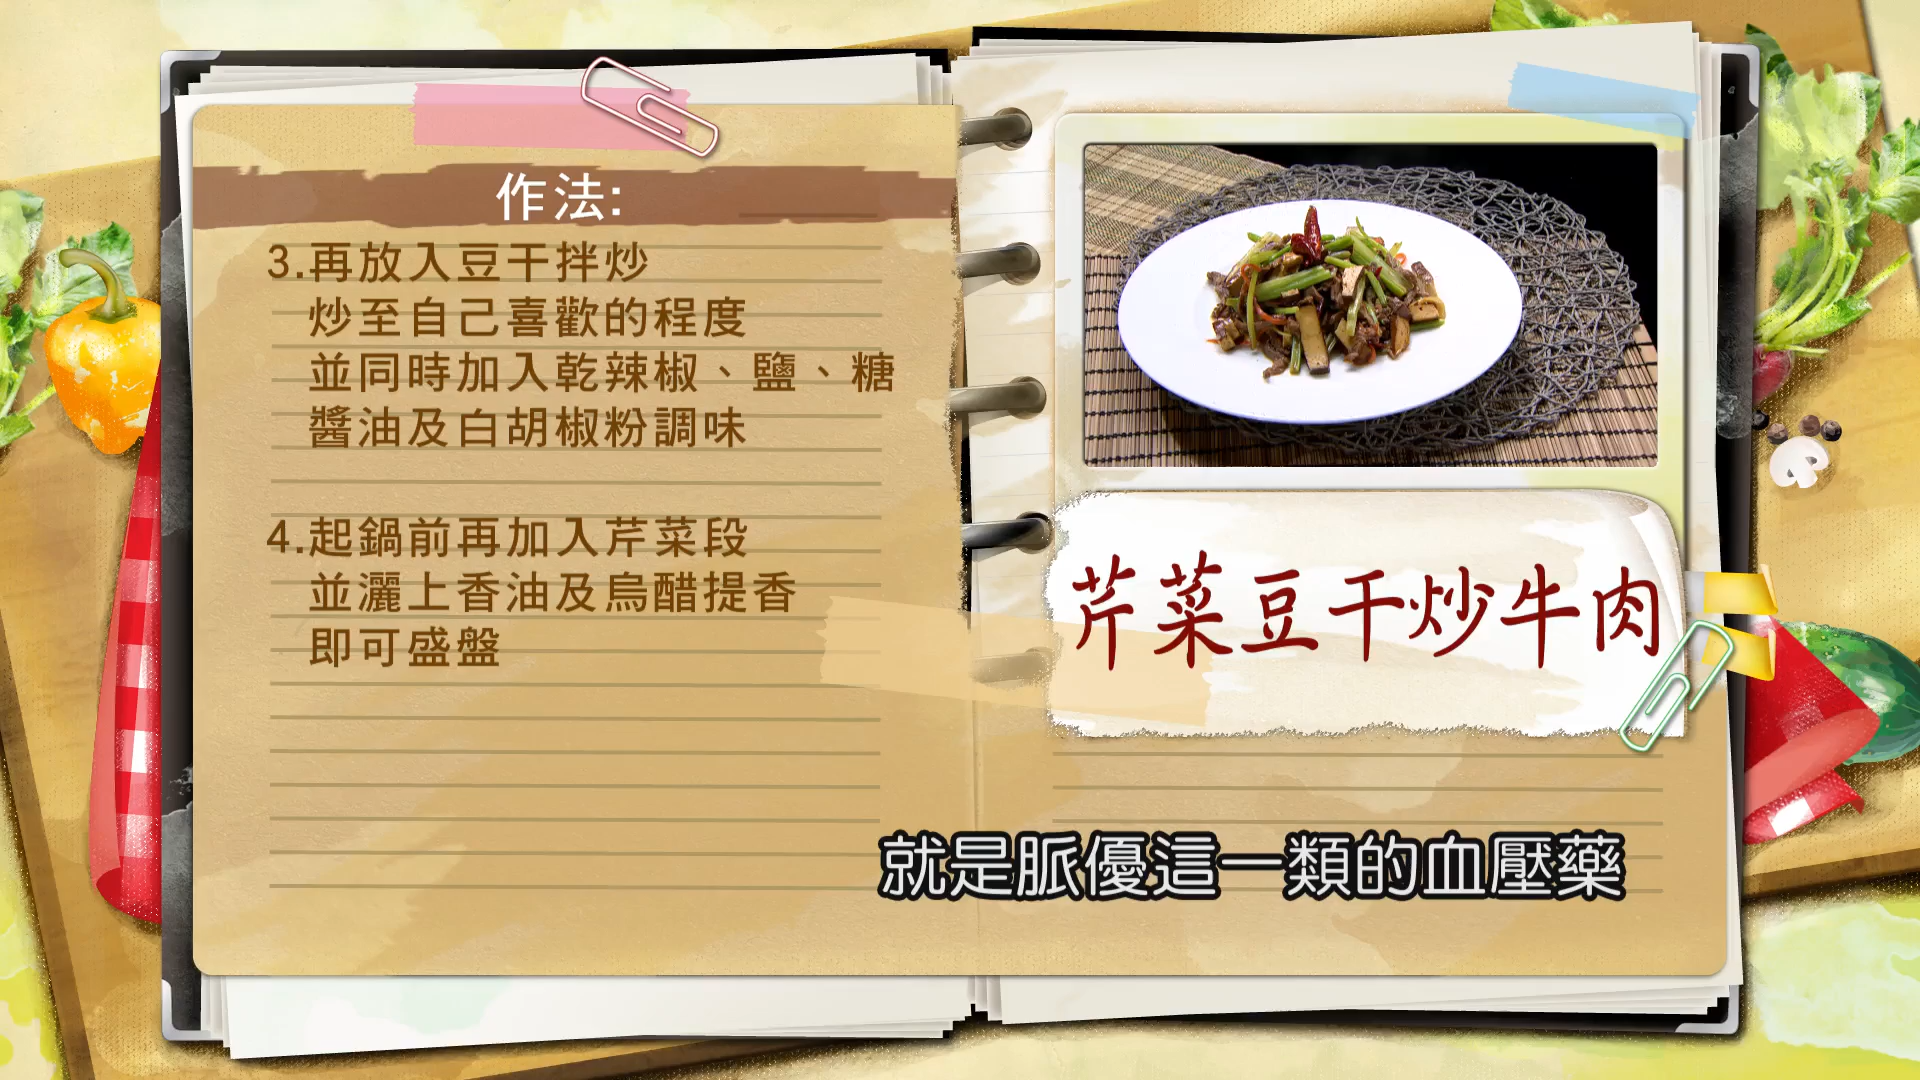 作法:
3.再放入豆干拌炒
炒至自己喜歡的程度
並同時加入乾辣椒、鹽、糖
醬油及白胡椒粉調味
4.起鍋前再加入芹菜段
並灑上香油及烏醋提香
即可盛盤
芹菜豆干炒牛肉
就是脈優這一類的血壓藥